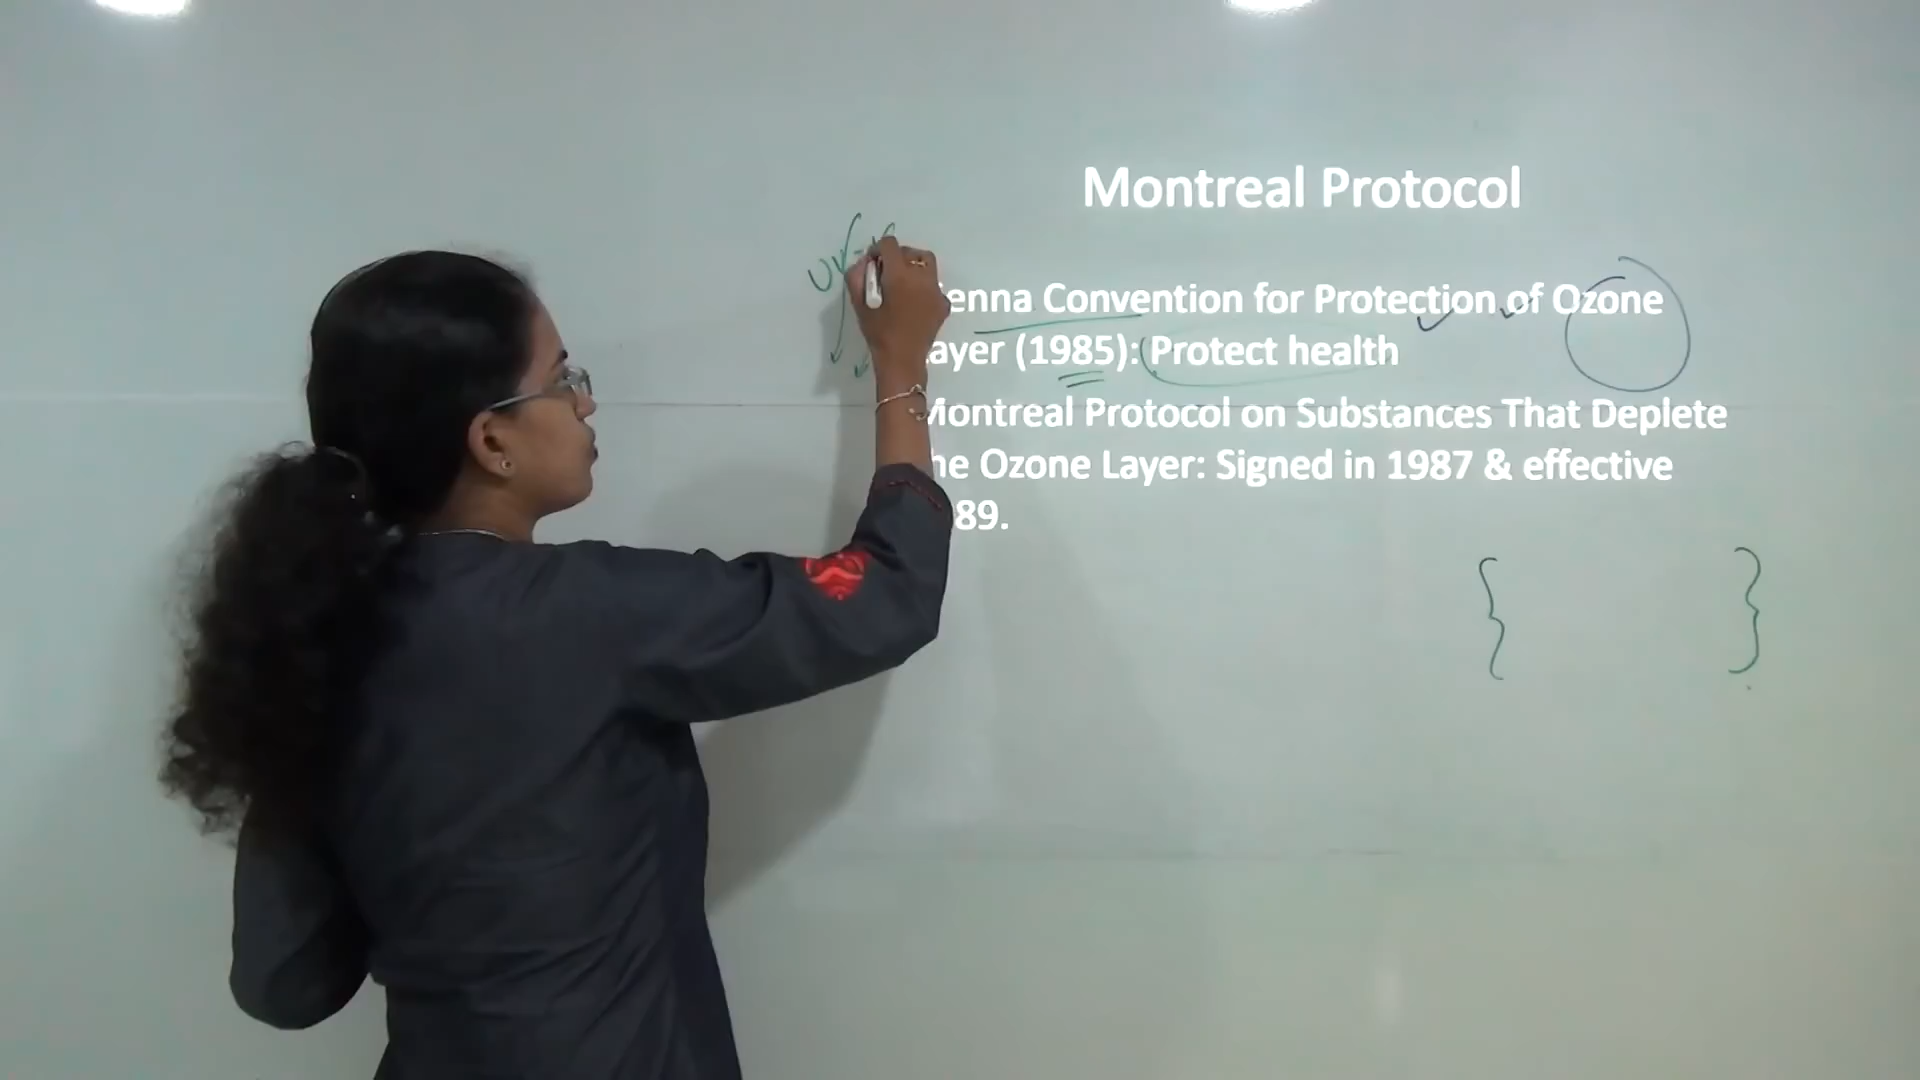 Montreal Protocol
UV
enna Convention for Protection of Ozone
ayer (1985): Protect health
Montreal Protocol on Substances That Deplete
he Ozone Layer: Signed in 1987 & effective
89.